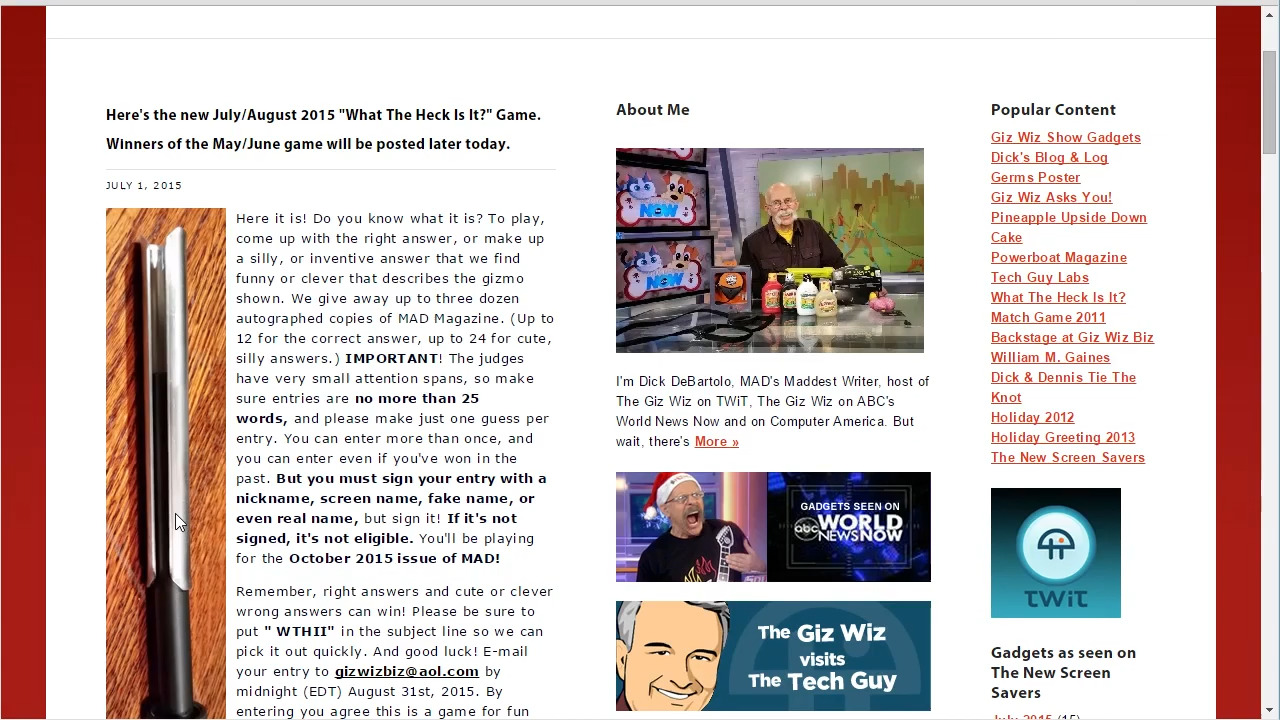 Here's the new July/August 2015 "What The Heck Is It?" Game.
Winners of the May/June game will be posted later today.
JULY 1, 2015
Here it is! Do you know what it is? To play,
come up with the right answer, or make up
a silly, or inventive answer that we find
funny or clever that describes the gizmo
shown. We give away up to three dozen
autographed copies of MAD Magazine. (Up to
12 for the correct answer, up to 24 for cute,
silly answers.) IMPORTANT! The judges
have very small attention spans, so make
sure entries are no more than 25
words, and please make just one guess per
entry. You can enter more than once, and
you can enter even if you've won in the
past. But you must sign your entry with a
nickname, screen name, fake name, or
even real name, but sign it! If it's not
signed, it's not eligible. You'll be playing
for the October 2015 issue of MAD!
Remember, right answers and cute or clever
wrong answers can win! Please be sure to
put " WTHII" in the subject line so we can
pick it out quickly. And good luck! E-mail
your entry to gizwizbiz@aol.com by
midnight (EDT) August 31st, 2015. By
entering, you agree this is a game for fun
About Me
NOW
NOW
I'm Dick DeBartolo, MAD's Maddest Writer, host of
The Giz Wiz on TWiT, The Giz Wiz on ABC's
World News Now and on Computer America. But
wait, there's More »
GADGETS SEEN ON
abc WORLD
NEWS NOW
The Giz Wiz
visits
The Tech Guy
Popular Content
Giz Wiz Show Gadgets
Dick's Blog & Log
Germs Poster
Giz Wiz Asks You!
Pineapple Upside Down
Cake
Powerboat Magazine
Tech Guy Labs
What The Heck Is It?
Match Game 2011
Backstage at Giz Wiz Biz
William M. Gaines
Dick & Dennis Tie The
Knot
Holiday 2012
Holiday Greeting 2013
The New Screen Savers
TWiT
Gadgets as seen on
The New Screen
Savers
July 2015 (15)